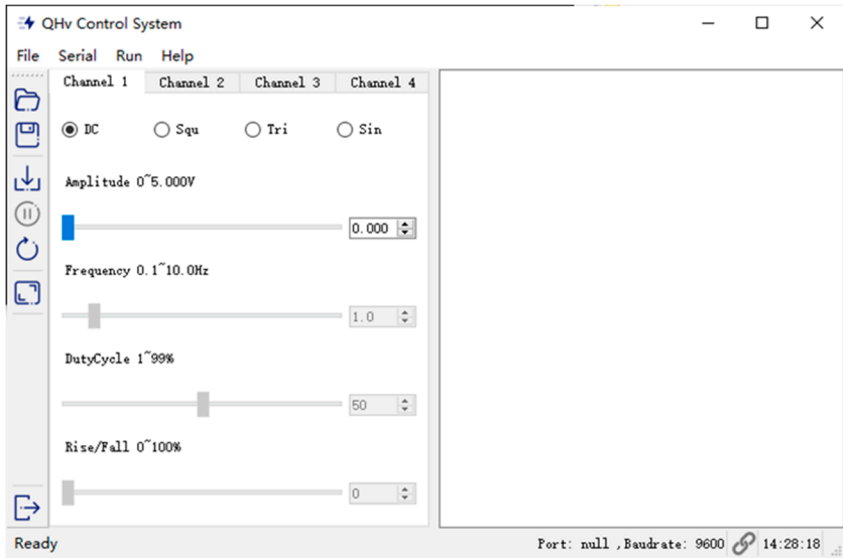 QHv Control System
File Serial Run Help
Channel 1 Channel 2 Channel 3 Channel 4
DC Squ Tri Sin
Amplitude 0~5.000V
0.000
Frequency 0.1~10.0Hz
1.0
DutyCycle 1~99%
50
Rise/Fall 0~100%
0
Ready Port: null ,Baudrate: 9600 14:28:18